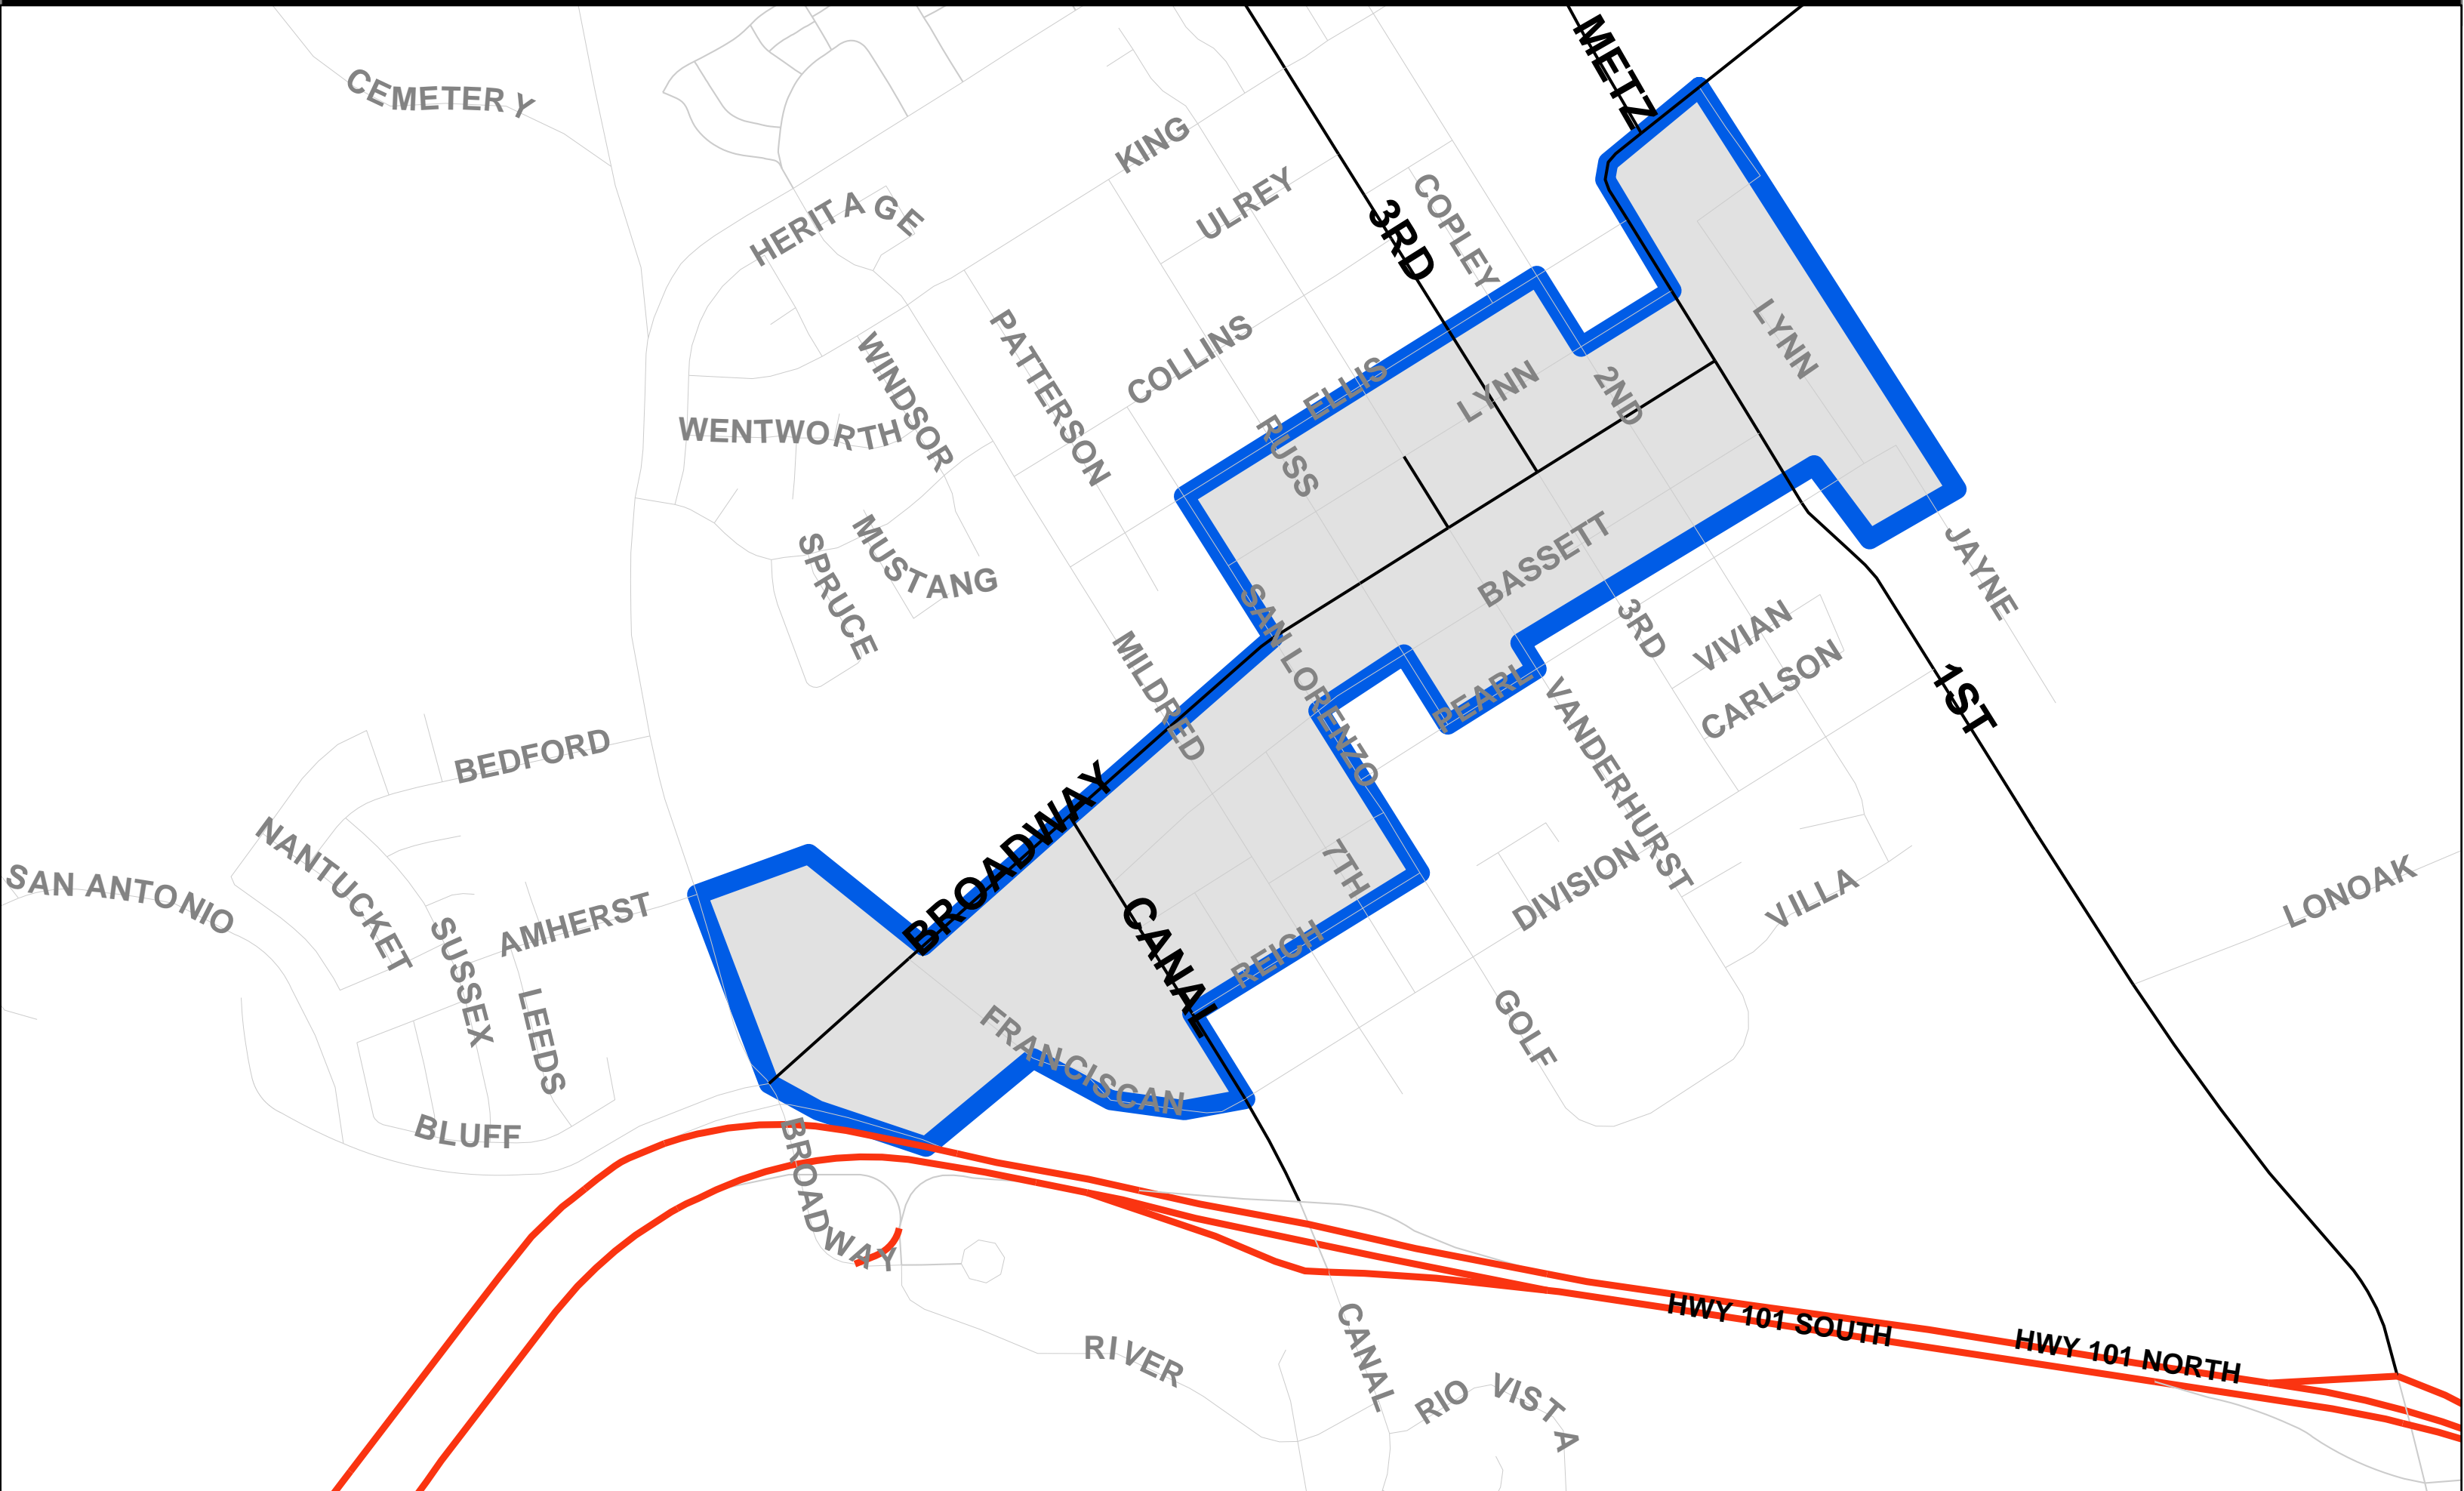 METZ
CEMETERY
KING
ULREY
3RD
COPLEY
HERITAGE
PATTERSON
COLLINS
WINDSOR
ELLIS
LYNN
2ND
LYNN
RUSS
WENTWORTH
BASSETT
MUSTANG
SPRUCE
SAN LORENZO
JAYNE
3RD
VIVIAN
CARLSON
MILDRED
PEARL
1ST
VANDERHURST
BEDFORD
BROADWAY
NANTUCKET
SAN ANTONIO
AMHERST
SUSSEX
LEEDS
7TH
CANAL
REICH
DIVISION
VILLA
LONOAK
FRANCISCAN
GOLF
BLUFF
BROADWAY
RIVER
CANAL
HWY 101 SOUTH
HWY 101 NORTH
RIO VISTA